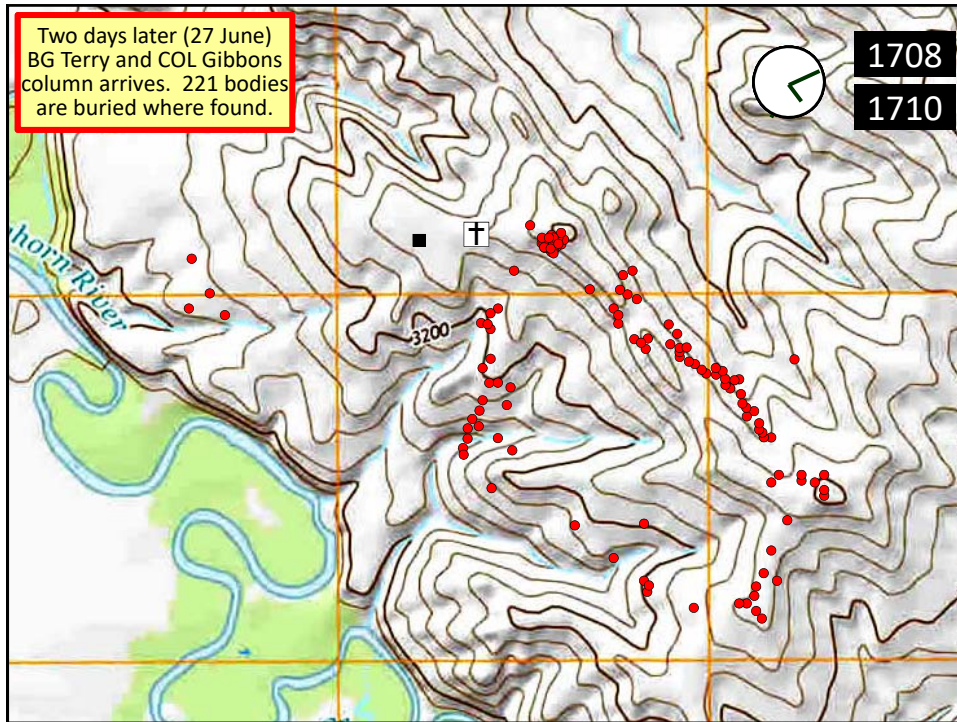 Two days later (27 June)
BG Terry and COL Gibbons
column arrives.  221 bodies
are buried where found.
1708
1710
nhorn River
3200